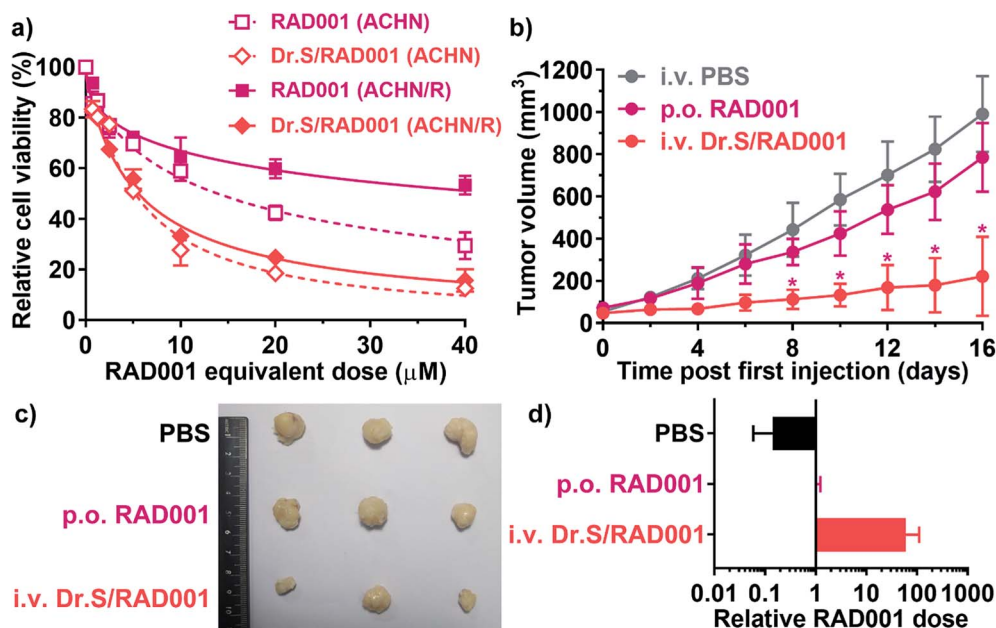 a)
RAD001 (ACHN)
Dr.S/RAD001 (ACHN)
RAD001 (ACHN/R)
Dr.S/RAD001 (ACHN/R)
Relative cell viability (%)
100
80
60
40
20
0
0 10 20 30 40
RAD001 equivalent dose (μM)
b)
i.v. PBS
p.o. RAD001
i.v. Dr.S/RAD001
Tumor volume (mm³)
1200
1000
800
600
400
200
0
* * * * *
0 4 8 12 16
Time post first injection (days)
c)
PBS
p.o. RAD001
i.v. Dr.S/RAD001
d)
PBS
p.o. RAD001
i.v. Dr.S/RAD001
0.01 0.1 1 10 100 1000
Relative RAD001 dose